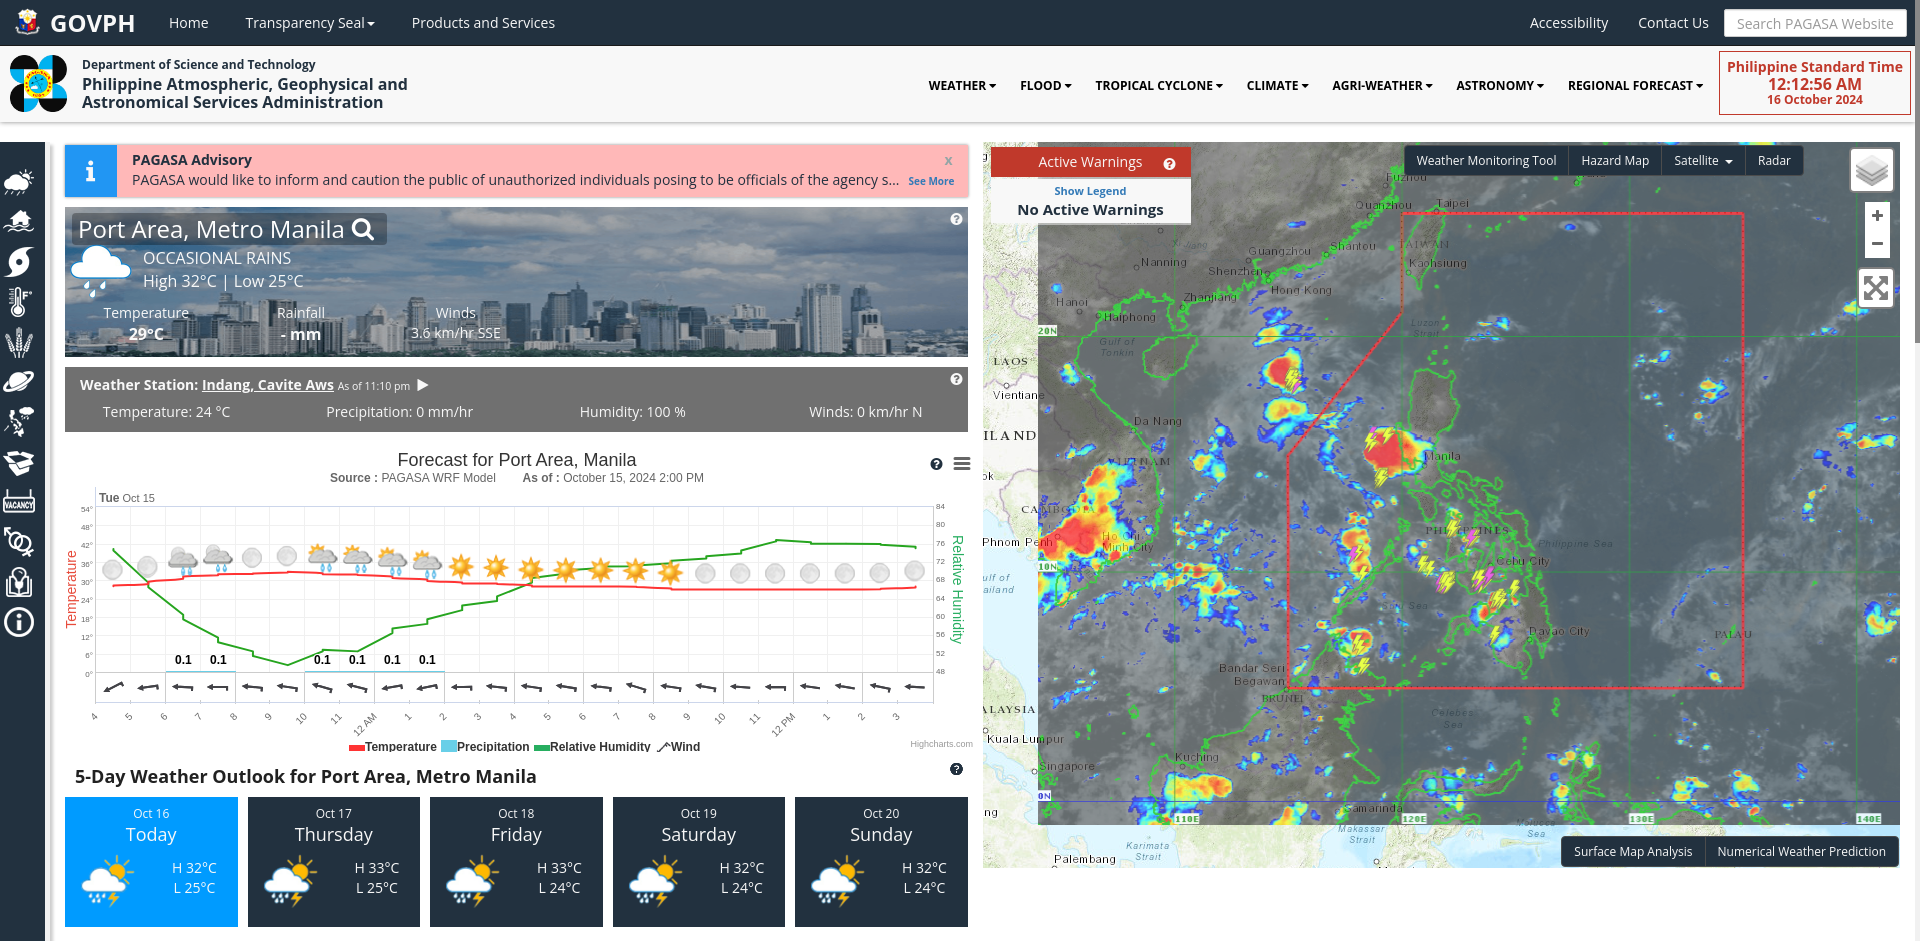 GOVPH Home Transparency Seal Products and Services Accessibility Contact Us Search PAGASA Website
Department of Science and Technology
Philippine Atmospheric, Geophysical and
Astronomical Services Administration
WEATHER FLOOD TROPICAL CYCLONE CLIMATE AGRI-WEATHER ASTRONOMY REGIONAL FORECAST
Philippine Standard Time
12:12:56 AM
16 October 2024
VACANCY
PAGASA Advisory x
PAGASA would like to inform and caution the public of unauthorized individuals posing to be officials of the agency s... See More
Port Area, Metro Manila
OCCASIONAL RAINS
High 32°C | Low 25°C
Temperature Rainfall Winds
29°C - mm 3.6 km/hr SSE
Weather Station: Indang, Cavite Aws As of 11:10 pm
Temperature: 24 °C Precipitation: 0 mm/hr Humidity: 100 % Winds: 0 km/hr N
Forecast for Port Area, Manila
Source : PAGASA WRF Model As of : October 15, 2024 2:00 PM
Tue Oct 15
Temperature
54°
48°
42°
36°
30°
24°
18°
12°
6°
0°
Relative Humidity
84
80
76
72
68
64
60
56
52
48
0.1 0.1 0.1 0.1 0.1 0.1
4 5 6 7 8 9 10 11 12 AM 1 2 3 4 5 6 7 8 9 10 11 12 PM 1 2 3
Temperature Precipitation Relative Humidity Wind
Highcharts.com
5-Day Weather Outlook for Port Area, Metro Manila
Oct 16
Today
H 32°C
L 25°C
Oct 17
Thursday
H 33°C
L 25°C
Oct 18
Friday
H 33°C
L 24°C
Oct 19
Saturday
H 32°C
L 24°C
Oct 20
Sunday
H 32°C
L 24°C
Active Warnings
Show Legend
No Active Warnings
Weather Monitoring Tool Hazard Map Satellite Radar
+
−
Fuzhou
Quanzhou Taipei
Guangzhou Shantou TAIWAN
Nanning Shenzhen Kaohsiung
Hanoi Zhanjiang Hong Kong
Haiphong
20N
Luzon
Strait
Gulf of
Tonkin
LAOS
Vientiane
Da Nang
ILAND
VIETNAM Manila
ok
CAMBODIA
PHILIPPINES
Phnom Penh Ho Chi
Minh City
Philippine Sea
Cebu City
10N
ulf of
ailand
Sulu Sea
Davao City PALAU
Bandar Seri
Begawan
BRUNEI
ALAYSIA
Celebes
Sea
Kuala Lumpur
Kuching
Singapore
0N
Samarinda
110E 120E 130E 140E
ng
Makassar
Strait
Molucca
Sea
Karimata
Strait
Palembang
Surface Map Analysis Numerical Weather Prediction